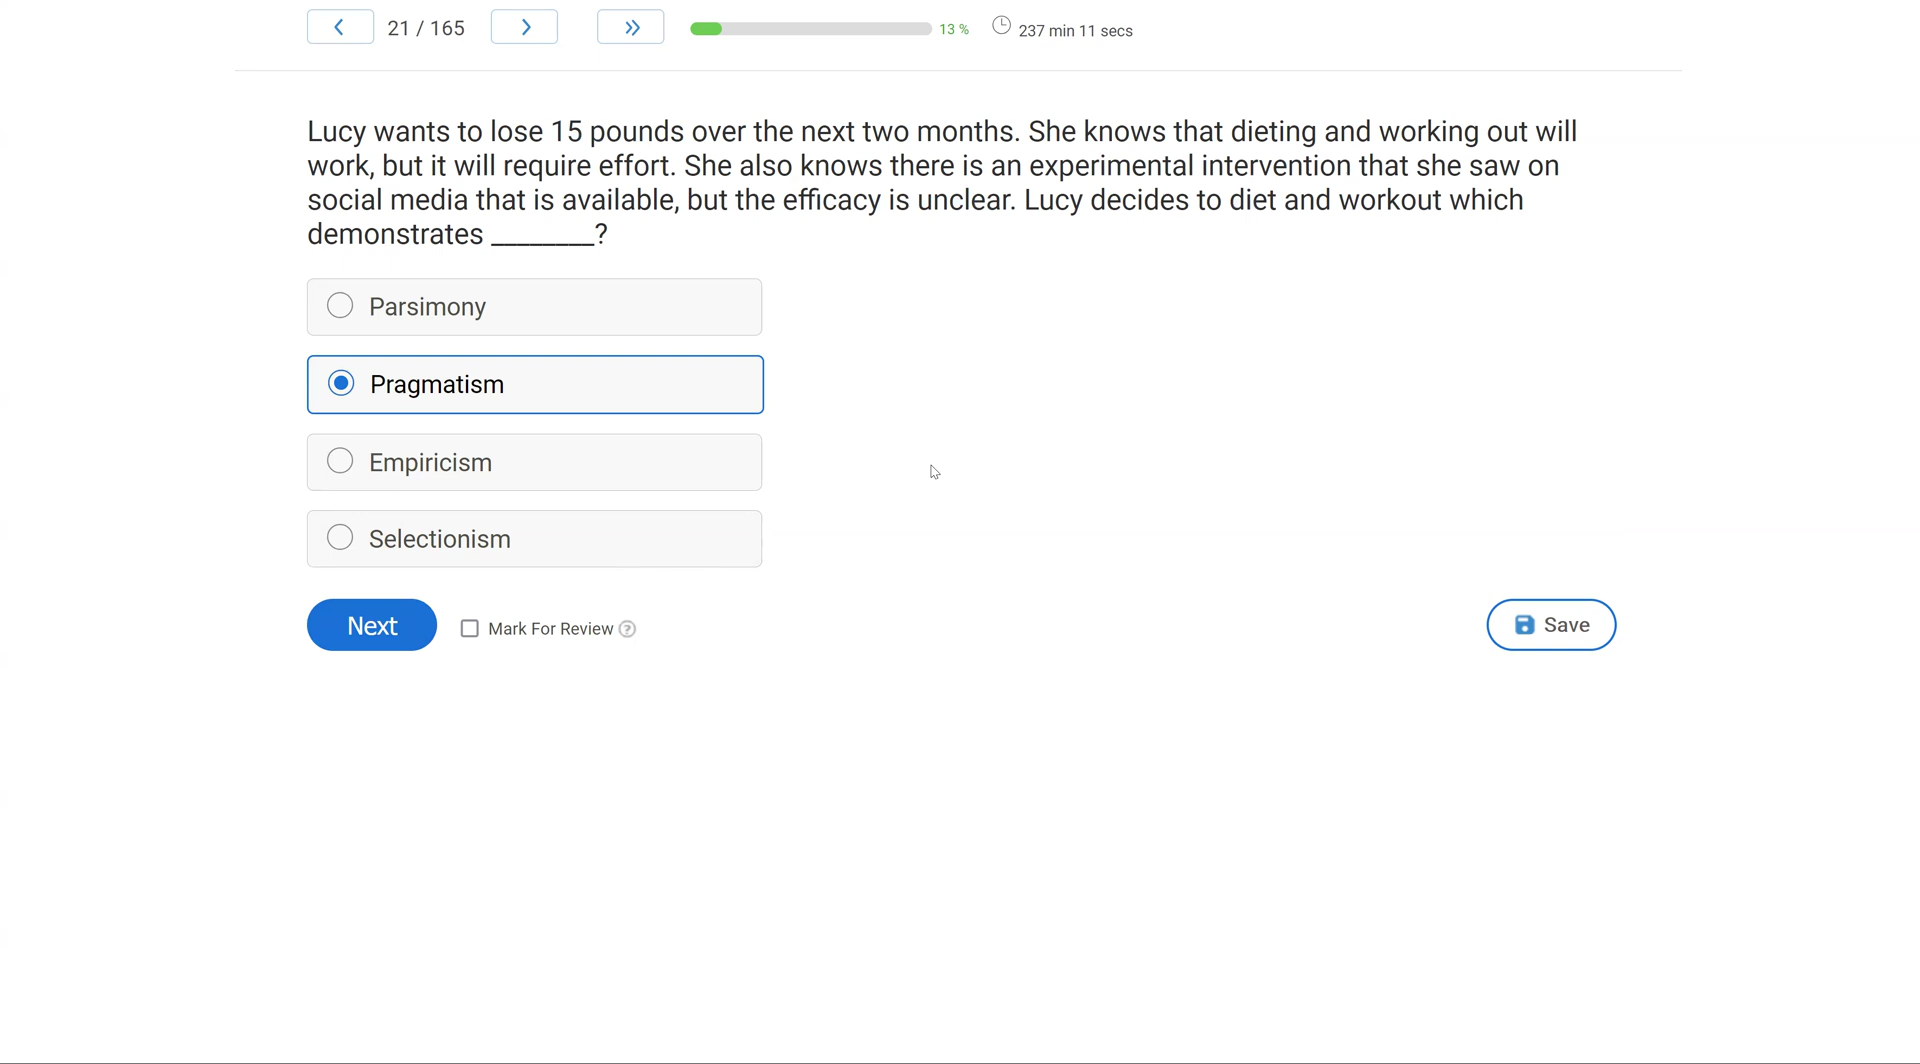 21 / 165
13 %
237 min 11 secs
Lucy wants to lose 15 pounds over the next two months. She knows that dieting and working out will
work, but it will require effort. She also knows there is an experimental intervention that she saw on
social media that is available, but the efficacy is unclear. Lucy decides to diet and workout which
demonstrates ________?
Parsimony
Pragmatism
Empiricism
Selectionism
Next
Mark For Review ?
Save